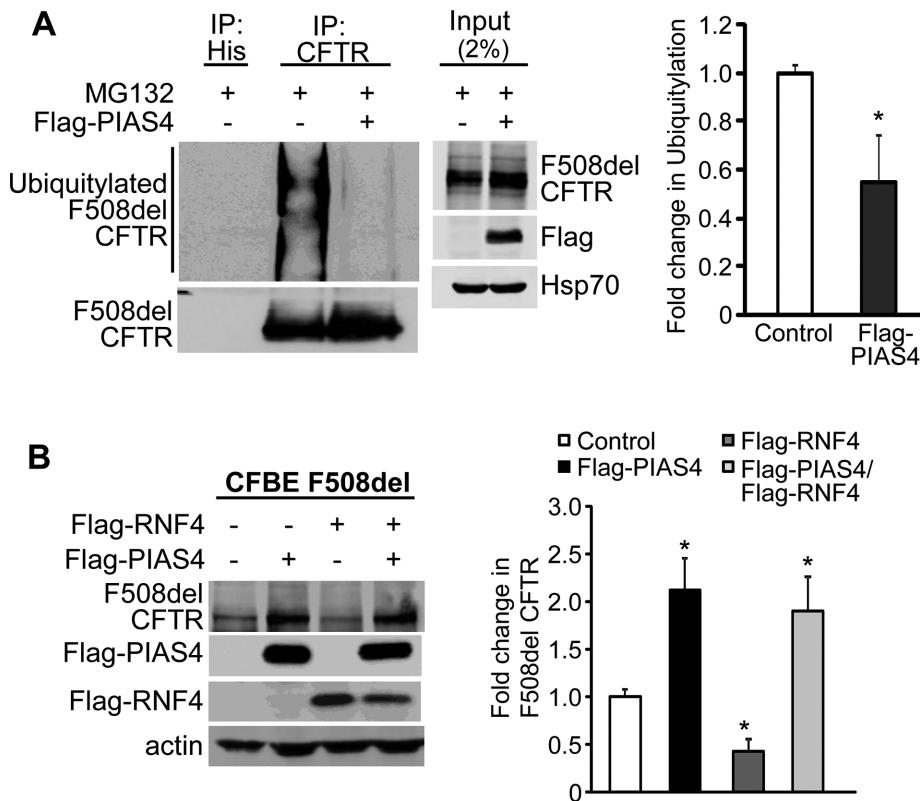 A
IP:
His
IP:
CFTR
Input
(2%)
MG132 + + + + +
Flag-PIAS4 - - + - +
Ubiquitylated
F508del
CFTR
F508del
CFTR
F508del
CFTR
Flag
Hsp70
Fold change in Ubiquitylation
1.2
1.0
0.8
0.6
0.4
0.2
0
*
Control
Flag-
PIAS4
B
CFBE F508del
Flag-RNF4 - - + +
Flag-PIAS4 - + - +
F508del
CFTR
Flag-PIAS4
Flag-RNF4
actin
Control
Flag-PIAS4
Flag-RNF4
Flag-PIAS4/
Flag-RNF4
Fold change in
F508del CFTR
3.0
2.5
2.0
1.5
1.0
0.5
0
* * *